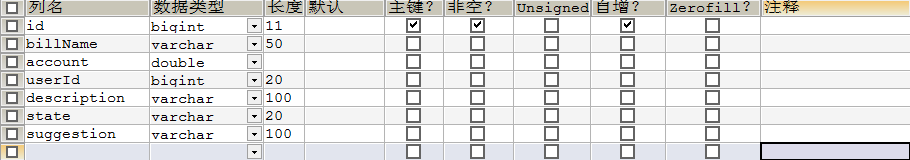 列名 数据类型 长度 默认 主键? 非空? Unsigned 自增? Zerofill? 注释
id bigint 11
billName varchar 50
account double
userId bigint 20
description varchar 100
state varchar 20
suggestion varchar 100